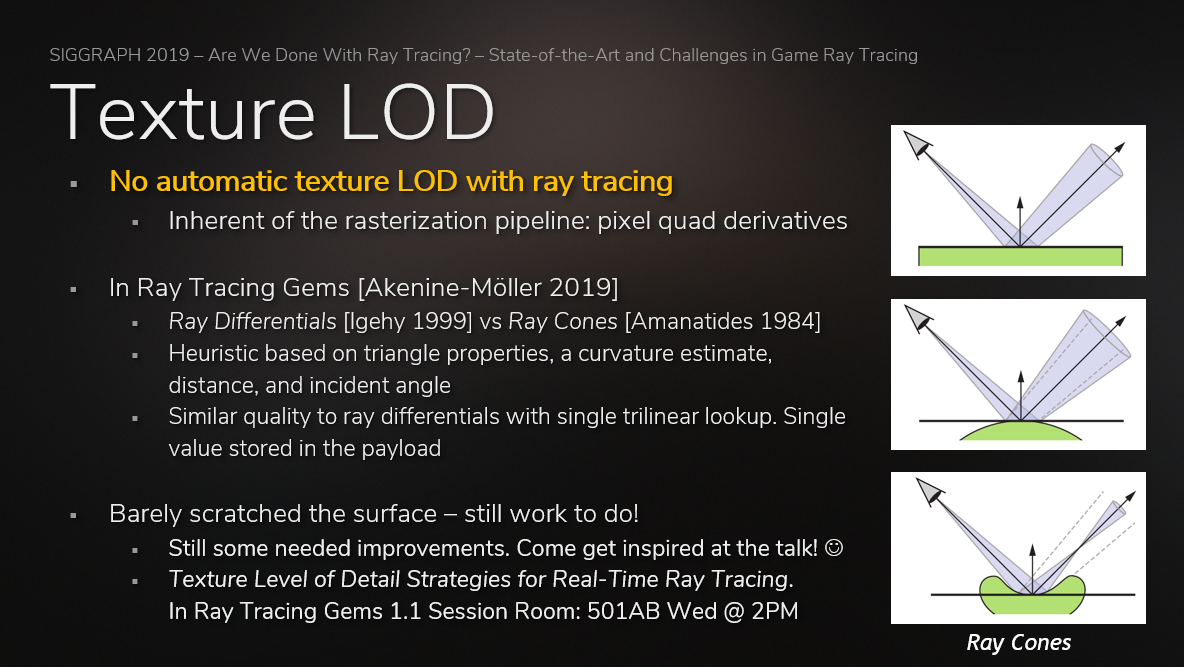 SIGGRAPH 2019 – Are We Done With Ray Tracing? – State-of-the-Art and Challenges in Game Ray Tracing
Texture LOD
▪ No automatic texture LOD with ray tracing
▪ Inherent of the rasterization pipeline: pixel quad derivatives
▪ In Ray Tracing Gems [Akenine-Möller 2019]
▪ Ray Differentials [Igehy 1999] vs Ray Cones [Amanatides 1984]
▪ Heuristic based on triangle properties, a curvature estimate,
distance, and incident angle
▪ Similar quality to ray differentials with single trilinear lookup. Single
value stored in the payload
▪ Barely scratched the surface – still work to do!
▪ Still some needed improvements. Come get inspired at the talk! ☺
▪ Texture Level of Detail Strategies for Real-Time Ray Tracing.
In Ray Tracing Gems 1.1 Session Room: 501AB Wed @ 2PM
Ray Cones